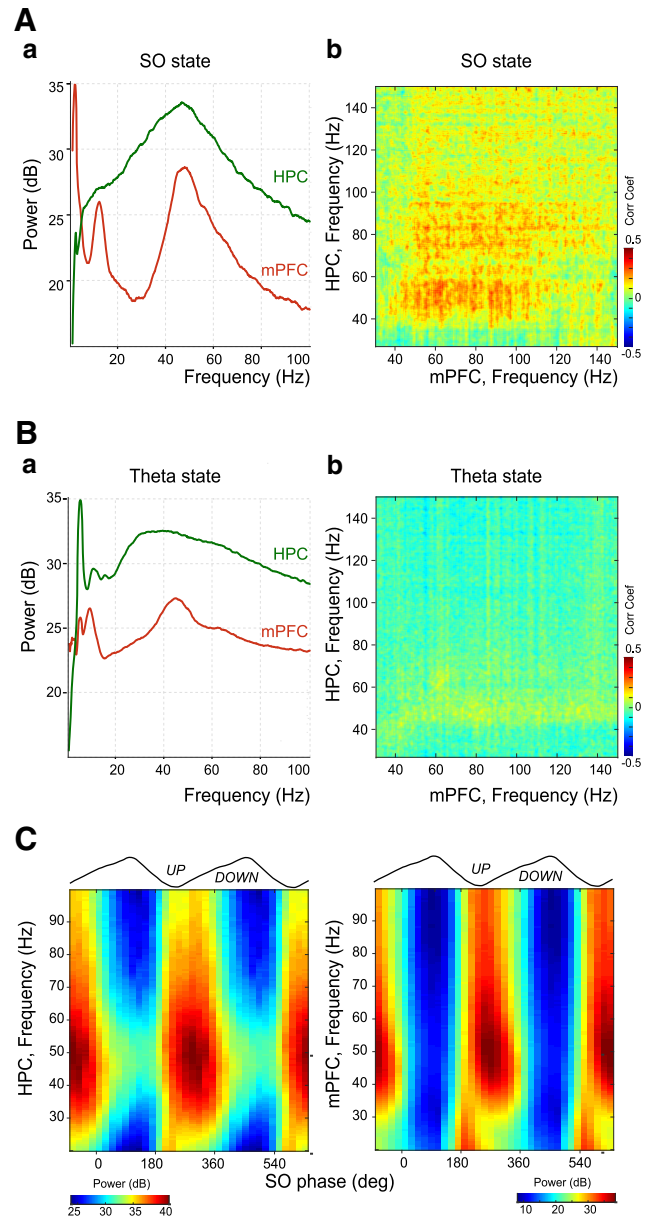 A
a
SO state
35
30
25
20
Power (dB)
HPC
mPFC
20
40
60
80
100
Frequency (Hz)
b
SO state
140
120
100
80
60
40
HPC, Frequency (Hz)
40
60
80
100
120
140
mPFC, Frequency (Hz)
Corr Coef
0.5
0
-0.5
B
a
Theta state
35
30
25
20
Power (dB)
HPC
mPFC
20
40
60
80
100
Frequency (Hz)
b
Theta state
140
120
100
80
60
40
HPC, Frequency (Hz)
40
60
80
100
120
140
mPFC, Frequency (Hz)
Corr Coef
0.5
0
-0.5
C
UP
DOWN
90
80
70
60
50
40
30
HPC, Frequency (Hz)
0
180
360
540
UP
DOWN
90
80
70
60
50
40
30
mPFC, Frequency (Hz)
0
180
360
540
SO phase (deg)
Power (dB)
25
30
35
40
Power (dB)
10
20
30